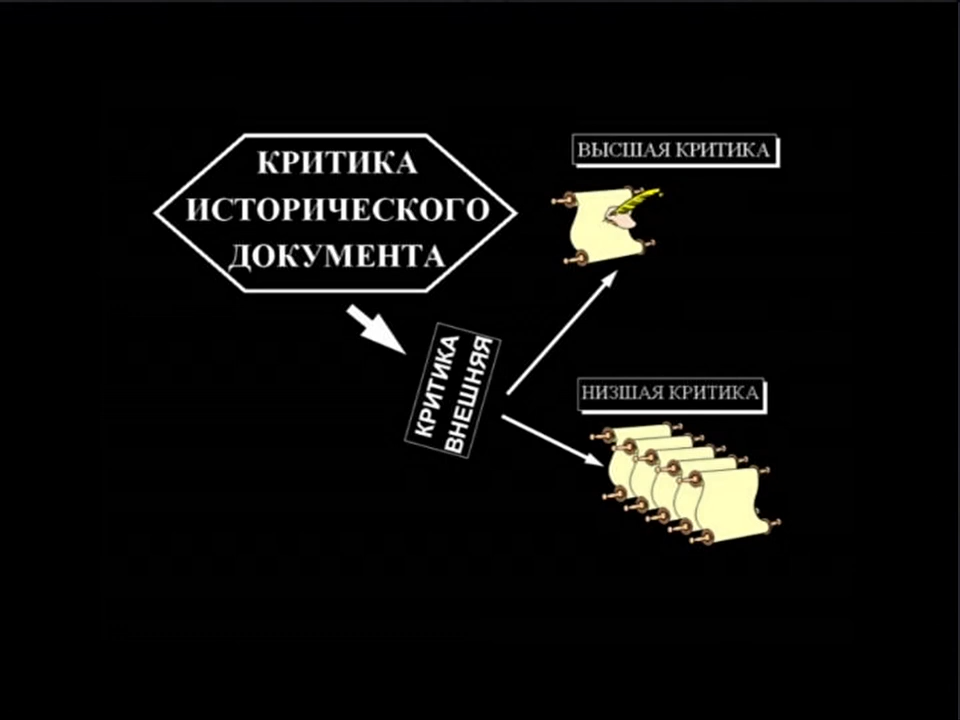 КРИТИКА
ИСТОРИЧЕСКОГО
ДОКУМЕНТА
ВЫСШАЯ КРИТИКА
КРИТИКА
ВНЕШНЯЯ
НИЗШАЯ КРИТИКА